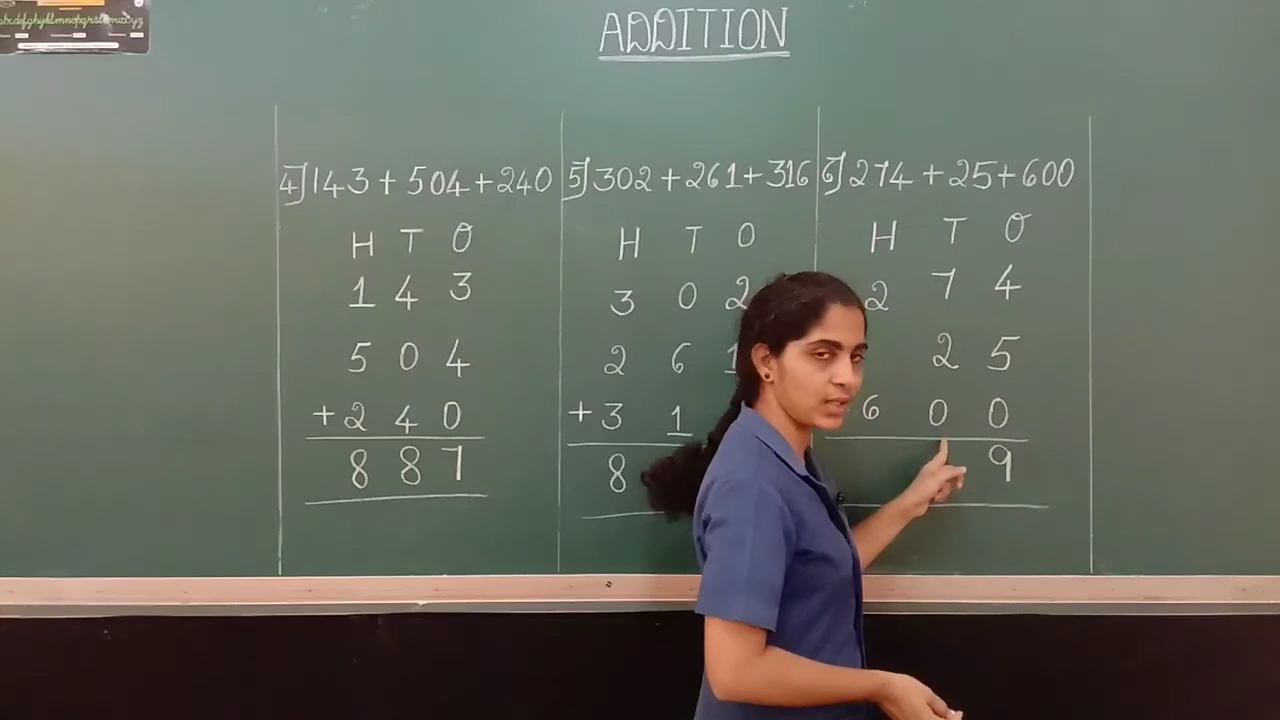 abcdefghijklmnopqrstuvwxyz
ADDITION
4] 143 + 504 + 240
H T O
1 4 3
5 0 4
+ 2 4 0
8 8 7
5] 302 + 261 + 316
H T O
3 0 2
2 6 1
+ 3 1
8
6] 274 + 25 + 600
H T O
2 7 4
2 5
6 0 0
9